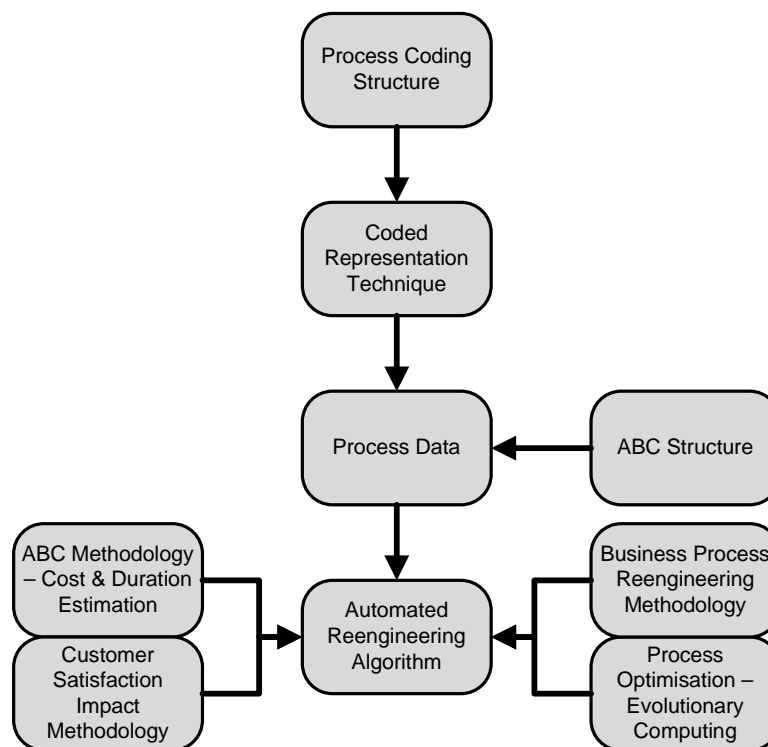 Process Coding
Structure
Coded
Representation
Technique
Process Data
ABC Structure
ABC Methodology
– Cost & Duration
Estimation
Business Process
Reengineering
Methodology
Automated
Reengineering
Algorithm
Customer
Satisfaction
Impact
Methodology
Process
Optimisation –
Evolutionary
Computing